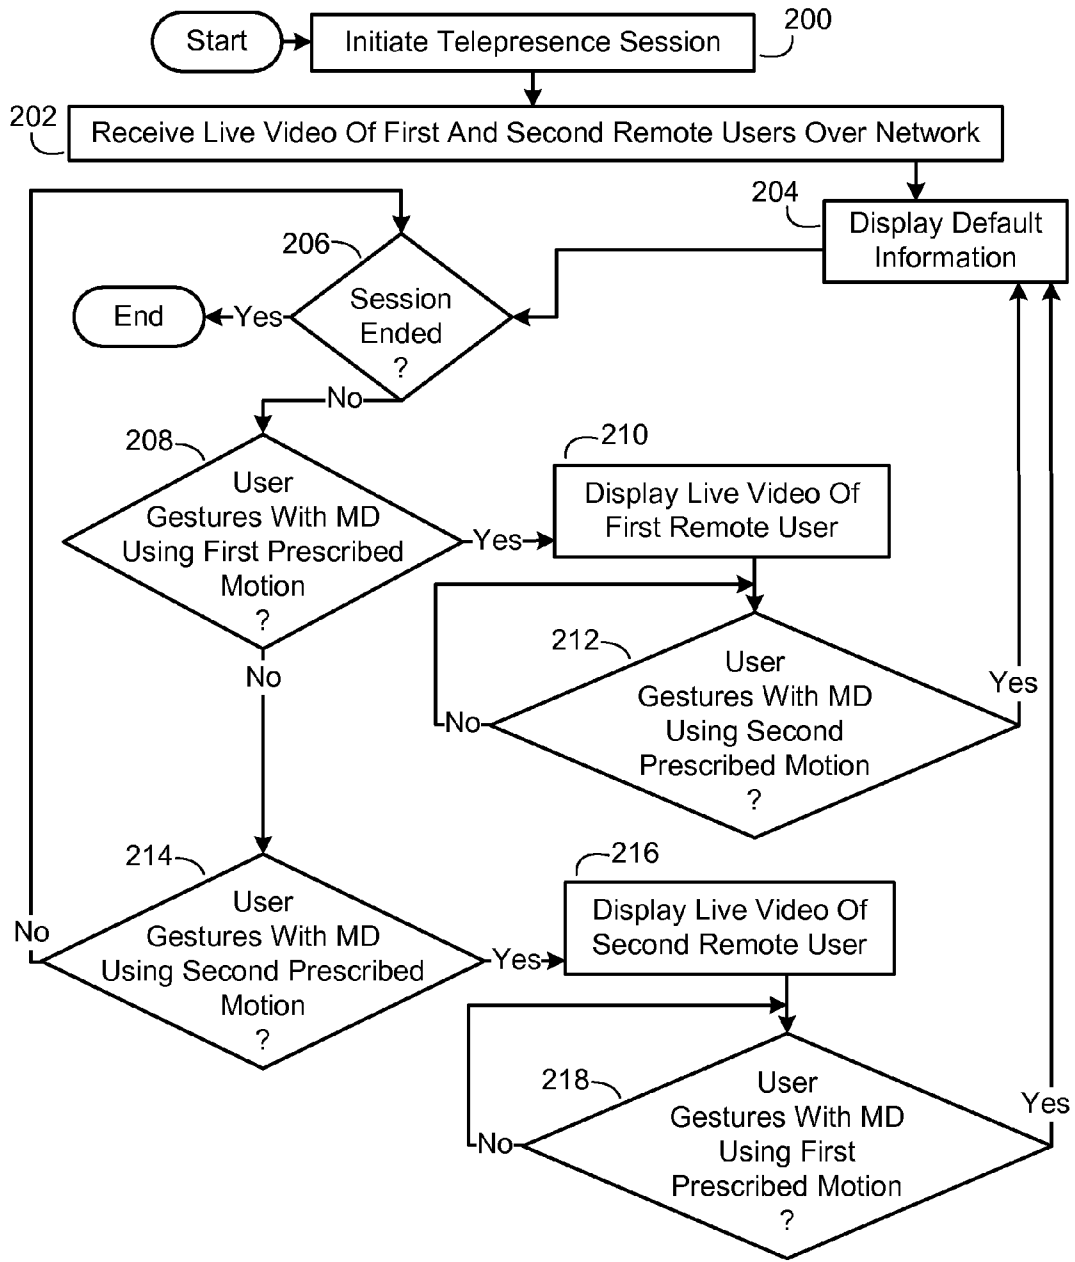 Start
Initiate Telepresence Session
200
202
Receive Live Video Of First And Second Remote Users Over Network
204
Display Default
Information
206
Session
Ended
?
Yes
End
No
208
User
Gestures With MD
Using First Prescribed
Motion
?
Yes
210
Display Live Video Of
First Remote User
212
User
Gestures With MD
Using Second
Prescribed Motion
?
No
Yes
No
214
User
Gestures With MD
Using Second Prescribed
Motion
?
No
Yes
216
Display Live Video Of
Second Remote User
218
User
Gestures With MD
Using First
Prescribed Motion
?
No
Yes